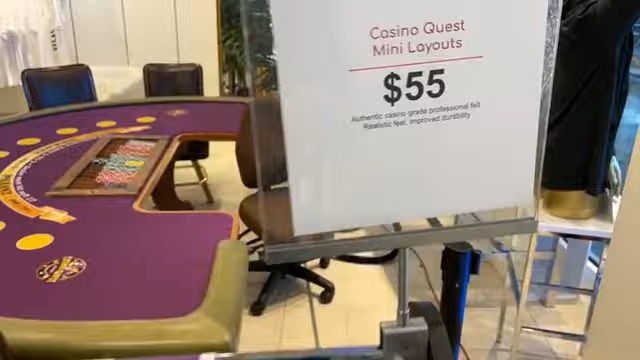 Casino Quest
Mini Layouts
$55
Authentic casino grade professional felt
Realistic feel, improved durability